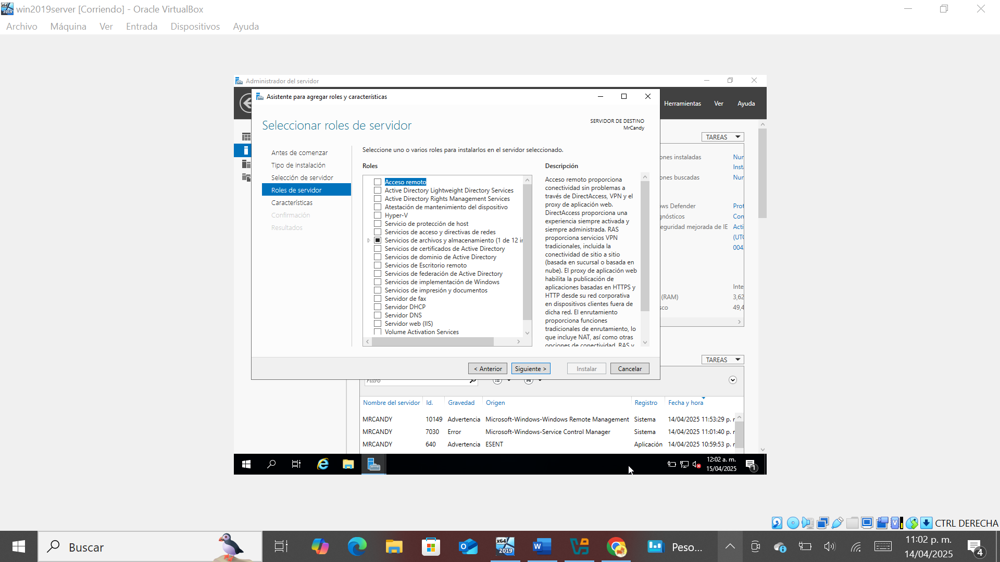 win2019server [Corriendo] - Oracle VirtualBox
Archivo Máquina Ver Entrada Dispositivos Ayuda
Administrador del servidor
Asistente para agregar roles y características
Herramientas Ver Ayuda
Seleccionar roles de servidor
SERVIDOR DE DESTINO
MrCandy
Antes de comenzar
Tipo de instalación
Selección de servidor
Roles de servidor
Características
Confirmación
Resultados
Seleccione uno o varios roles para instalarlos en el servidor seleccionado.
Roles
Acceso remoto
Active Directory Lightweight Directory Services
Active Directory Rights Management Services
Atestación de mantenimiento del dispositivo
Hyper-V
Servicio de protección de host
Servicios de acceso y directivas de redes
Servicios de archivos y almacenamiento (1 de 12 in
Servicios de certificados de Active Directory
Servicios de dominio de Active Directory
Servicios de Escritorio remoto
Servicios de federación de Active Directory
Servicios de implementación de Windows
Servicios de impresión y documentos
Servidor de fax
Servidor DHCP
Servidor DNS
Servidor web (IIS)
Volume Activation Services
Descripción
Acceso remoto proporciona
conectividad sin problemas a
través de DirectAccess, VPN y el
proxy de aplicación web.
DirectAccess proporciona una
experiencia siempre activada y
siempre administrada. RAS
proporciona servicios VPN
tradicionales, incluida la
conectividad de sitio a sitio
(basada en sucursal o basada en
nube). El proxy de aplicación web
habilita la publicación de
aplicaciones basadas en HTTPS y
HTTP desde su red corporativa
en dispositivos clientes fuera de
dicha red. El enrutamiento
proporciona funciones
tradicionales de enrutamiento, lo
que incluye NAT, así como otras
opciones de conectividad. RAS y
< Anterior Siguiente > Instalar Cancelar
TAREAS
ones instaladas Nun
Inst
ones buscadas Nun
ws Defender Prot
gnósticos Con
eguridad mejorada de IE Acti
(UTC
004
Inte
(RAM) 3,62
sco 49,4
TAREAS
Filtro
Nombre del servidor Id. Gravedad Origen Registro Fecha y hora
MRCANDY 10149 Advertencia Microsoft-Windows-Windows Remote Management Sistema 14/04/2025 11:53:29 p. r
MRCANDY 7030 Error Microsoft-Windows-Service Control Manager Sistema 14/04/2025 11:01:40 p. r
MRCANDY 640 Advertencia ESENT Aplicación 14/04/2025 10:59:53 p. r
12:02 a. m.
15/04/2025
1
CTRL DERECHA
Buscar
x64
2019
Peso...
11:02 p. m.
14/04/2025
4